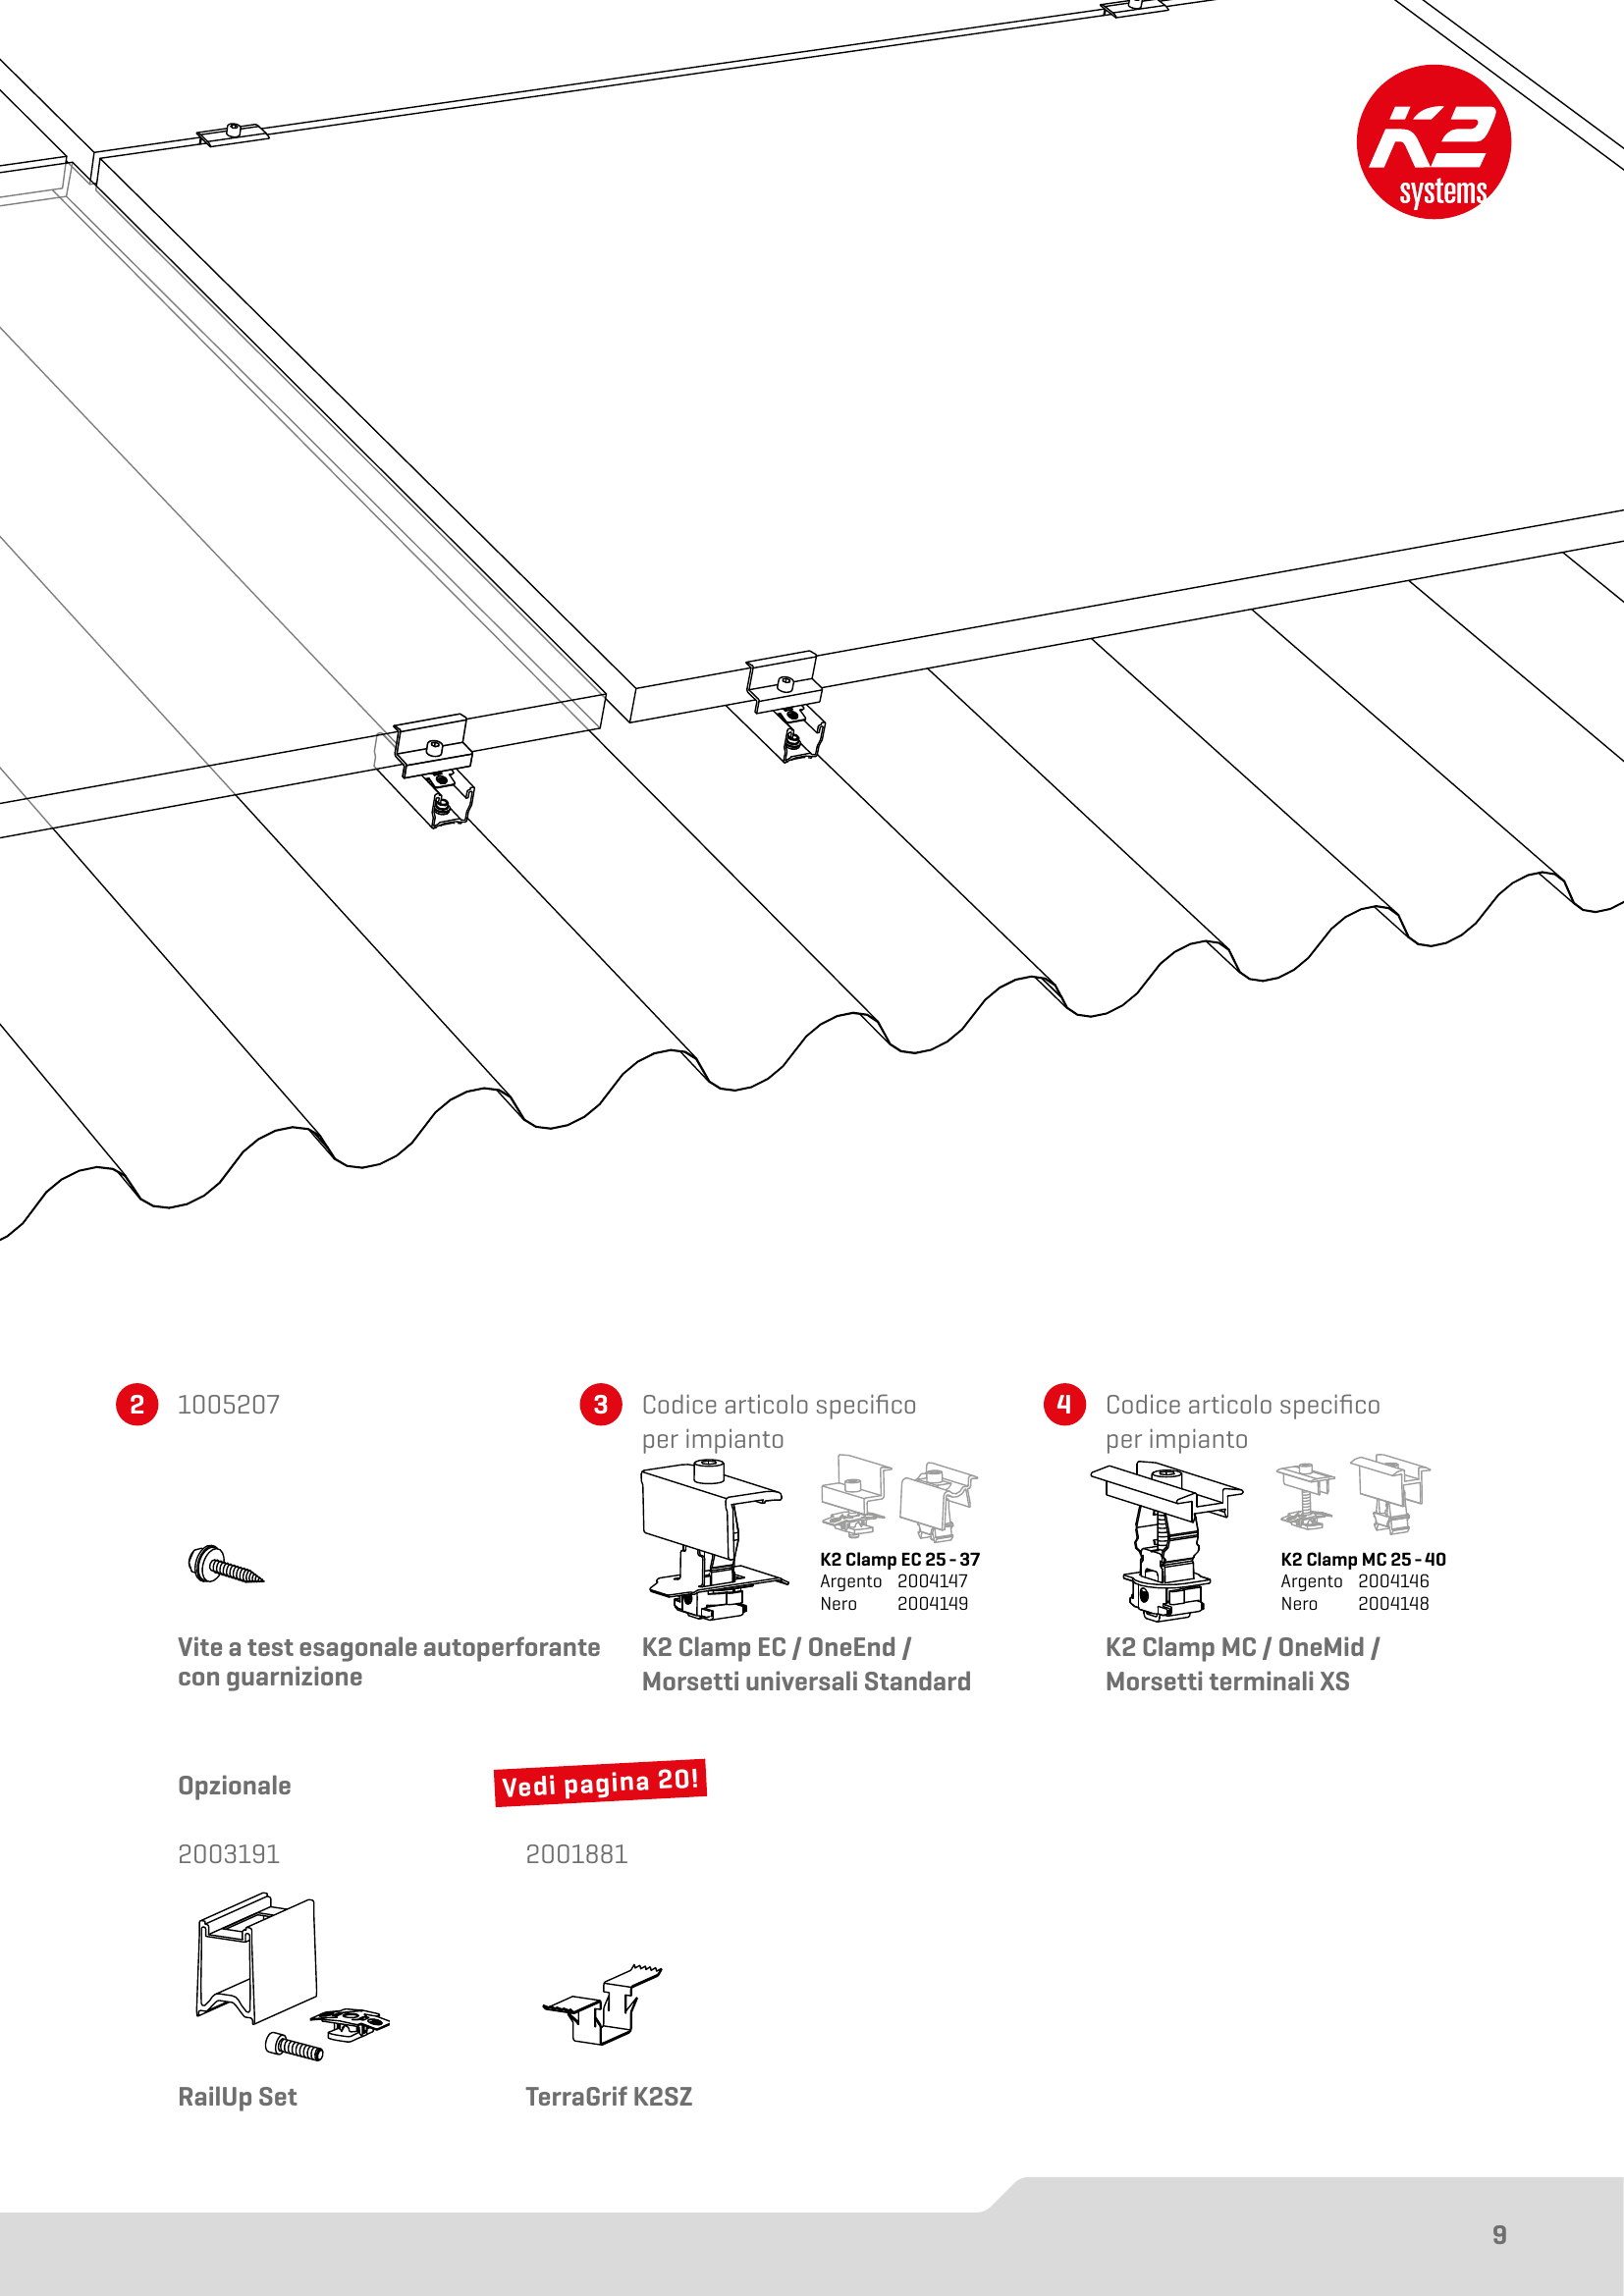 K2
systems
2 1005207
3 Codice articolo specifico
per impianto
K2 Clamp EC 25 - 37
Argento 2004147
Nero 2004149
4 Codice articolo specifico
per impianto
K2 Clamp MC 25 - 40
Argento 2004146
Nero 2004148
Vite a test esagonale autoperforante
con guarnizione
K2 Clamp EC / OneEnd /
Morsetti universali Standard
K2 Clamp MC / OneMid /
Morsetti terminali XS
Opzionale
Vedi pagina 20!
2003191
2001881
RailUp Set
TerraGrif K2SZ
9